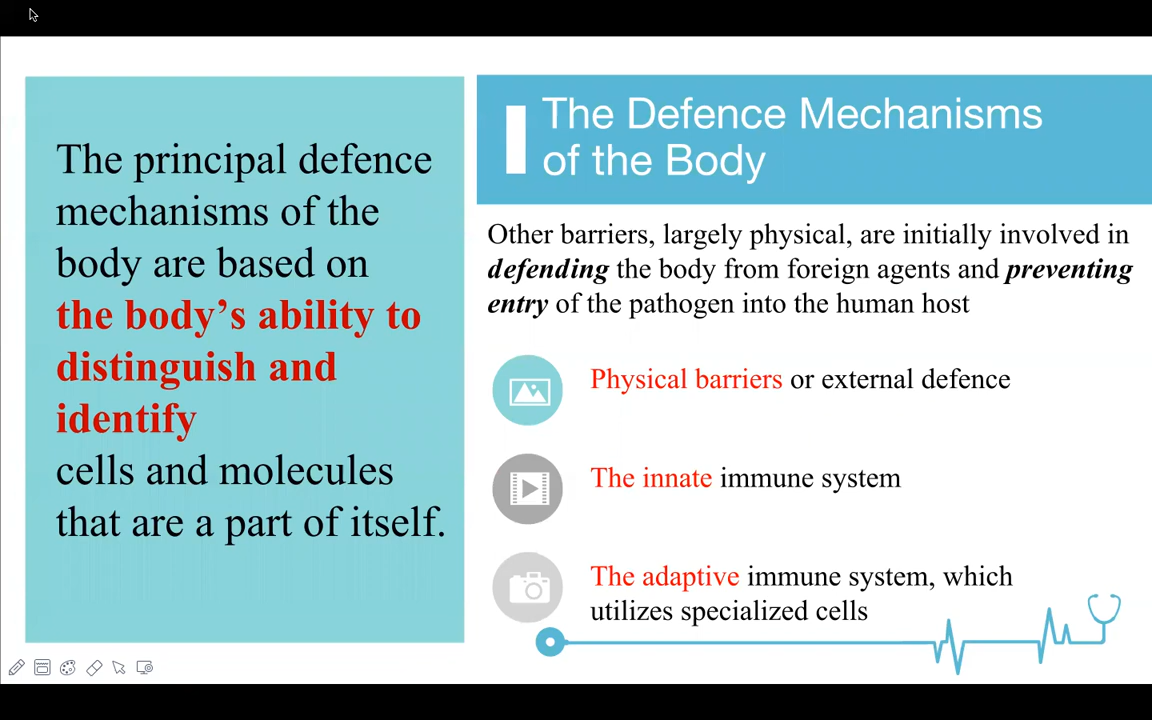 The principal defence
mechanisms of the
body are based on
the body’s ability to
distinguish and
identify
cells and molecules
that are a part of itself.
The Defence Mechanisms
of the Body
Other barriers, largely physical, are initially involved in
defending the body from foreign agents and preventing
entry of the pathogen into the human host
Physical barriers or external defence
The innate immune system
The adaptive immune system, which
utilizes specialized cells